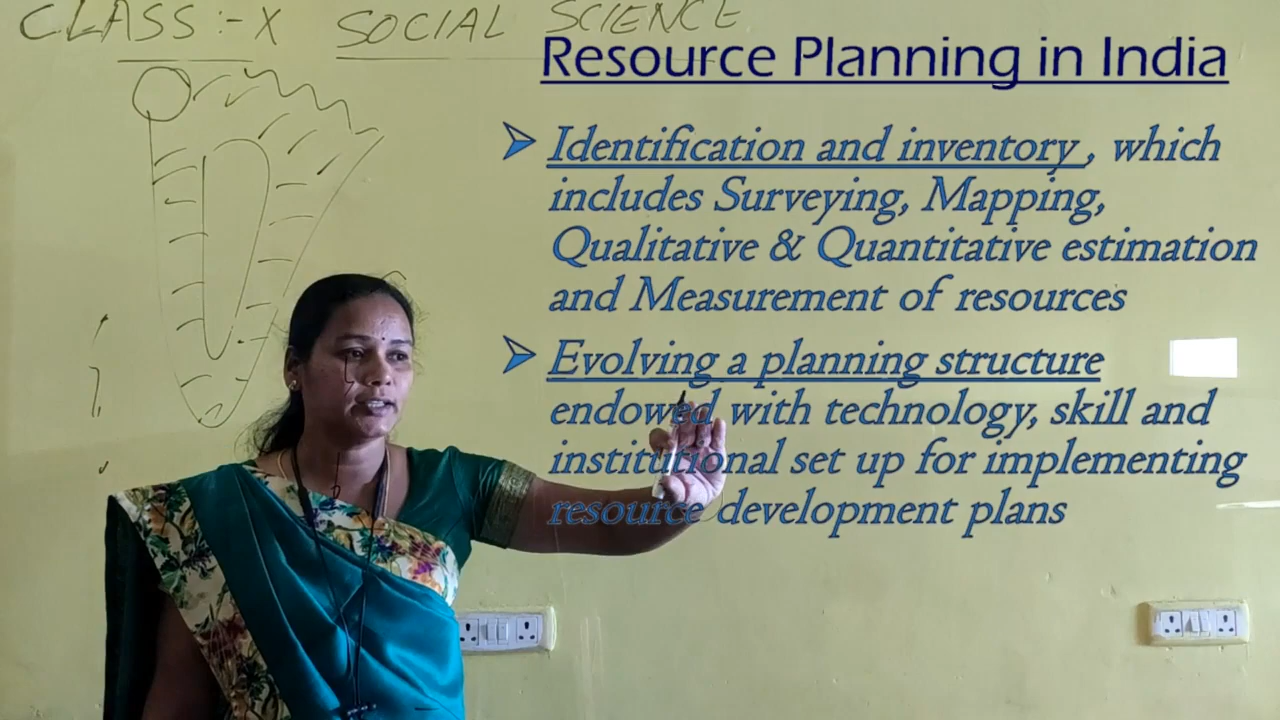 CLASS :- X SOCIAL SCIENCE
Resource Planning in India
Identification and inventory , which
includes Surveying, Mapping,
Qualitative & Quantitative estimation
and Measurement of resources
Evolving a planning structure
endowed with technology, skill and
institutional set up for implementing
resource development plans